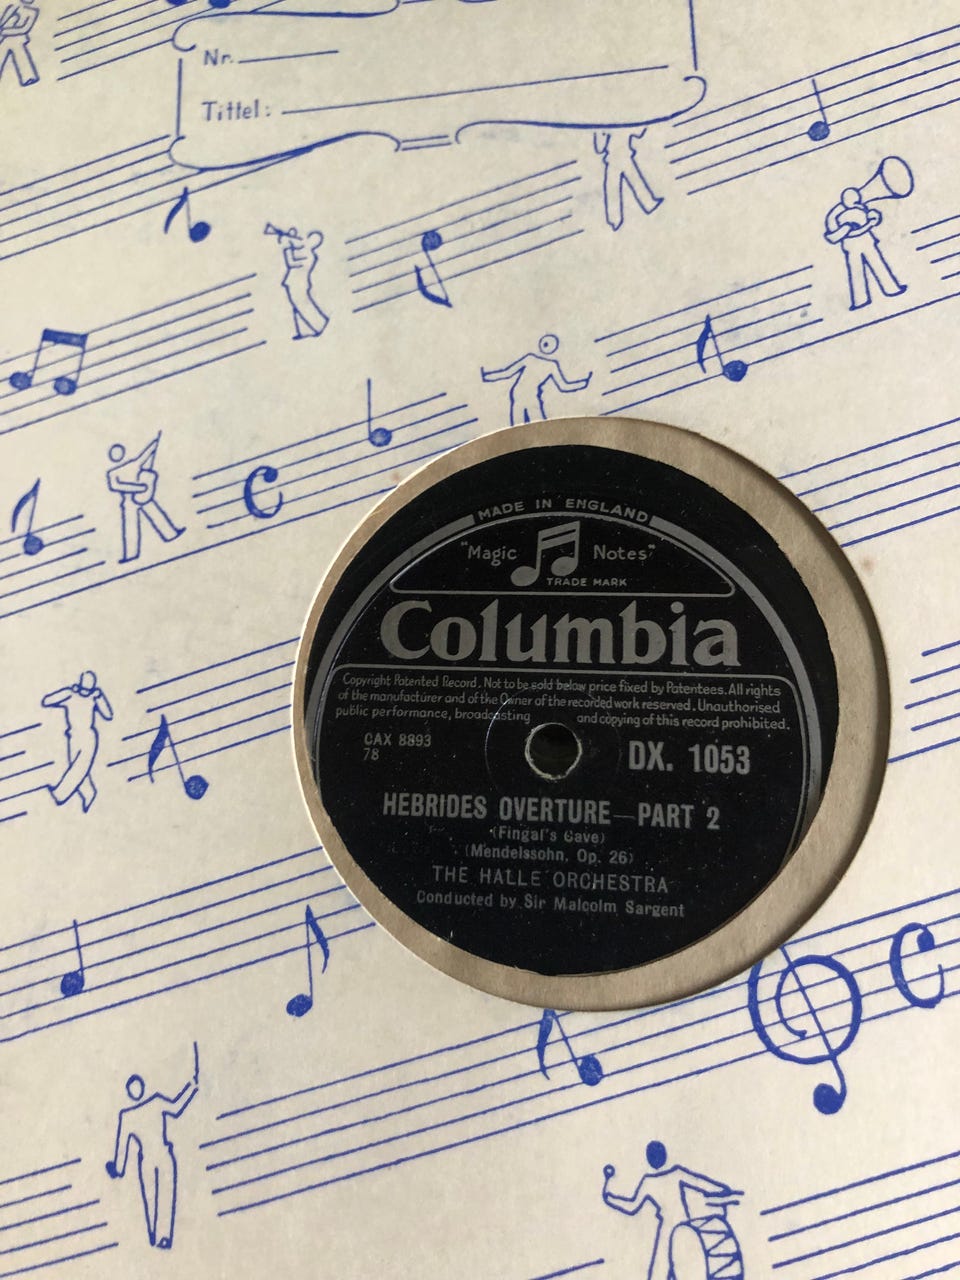 Nr.
Tittel:
MADE IN ENGLAND
"Magic Notes"
TRADE MARK
Columbia
Copyright Patented Record. Not to be sold below price fixed by Patentees. All rights
of the manufacturer and of the Owner of the recorded work reserved. Unauthorised
public performance, broadcasting and copying of this record prohibited.
CAX 8893
78
DX. 1053
HEBRIDES OVERTURE—PART 2
(Fingal's Cave)
(Mendelssohn, Op. 26)
THE HALLE ORCHESTRA
Conducted by Sir Malcolm Sargent